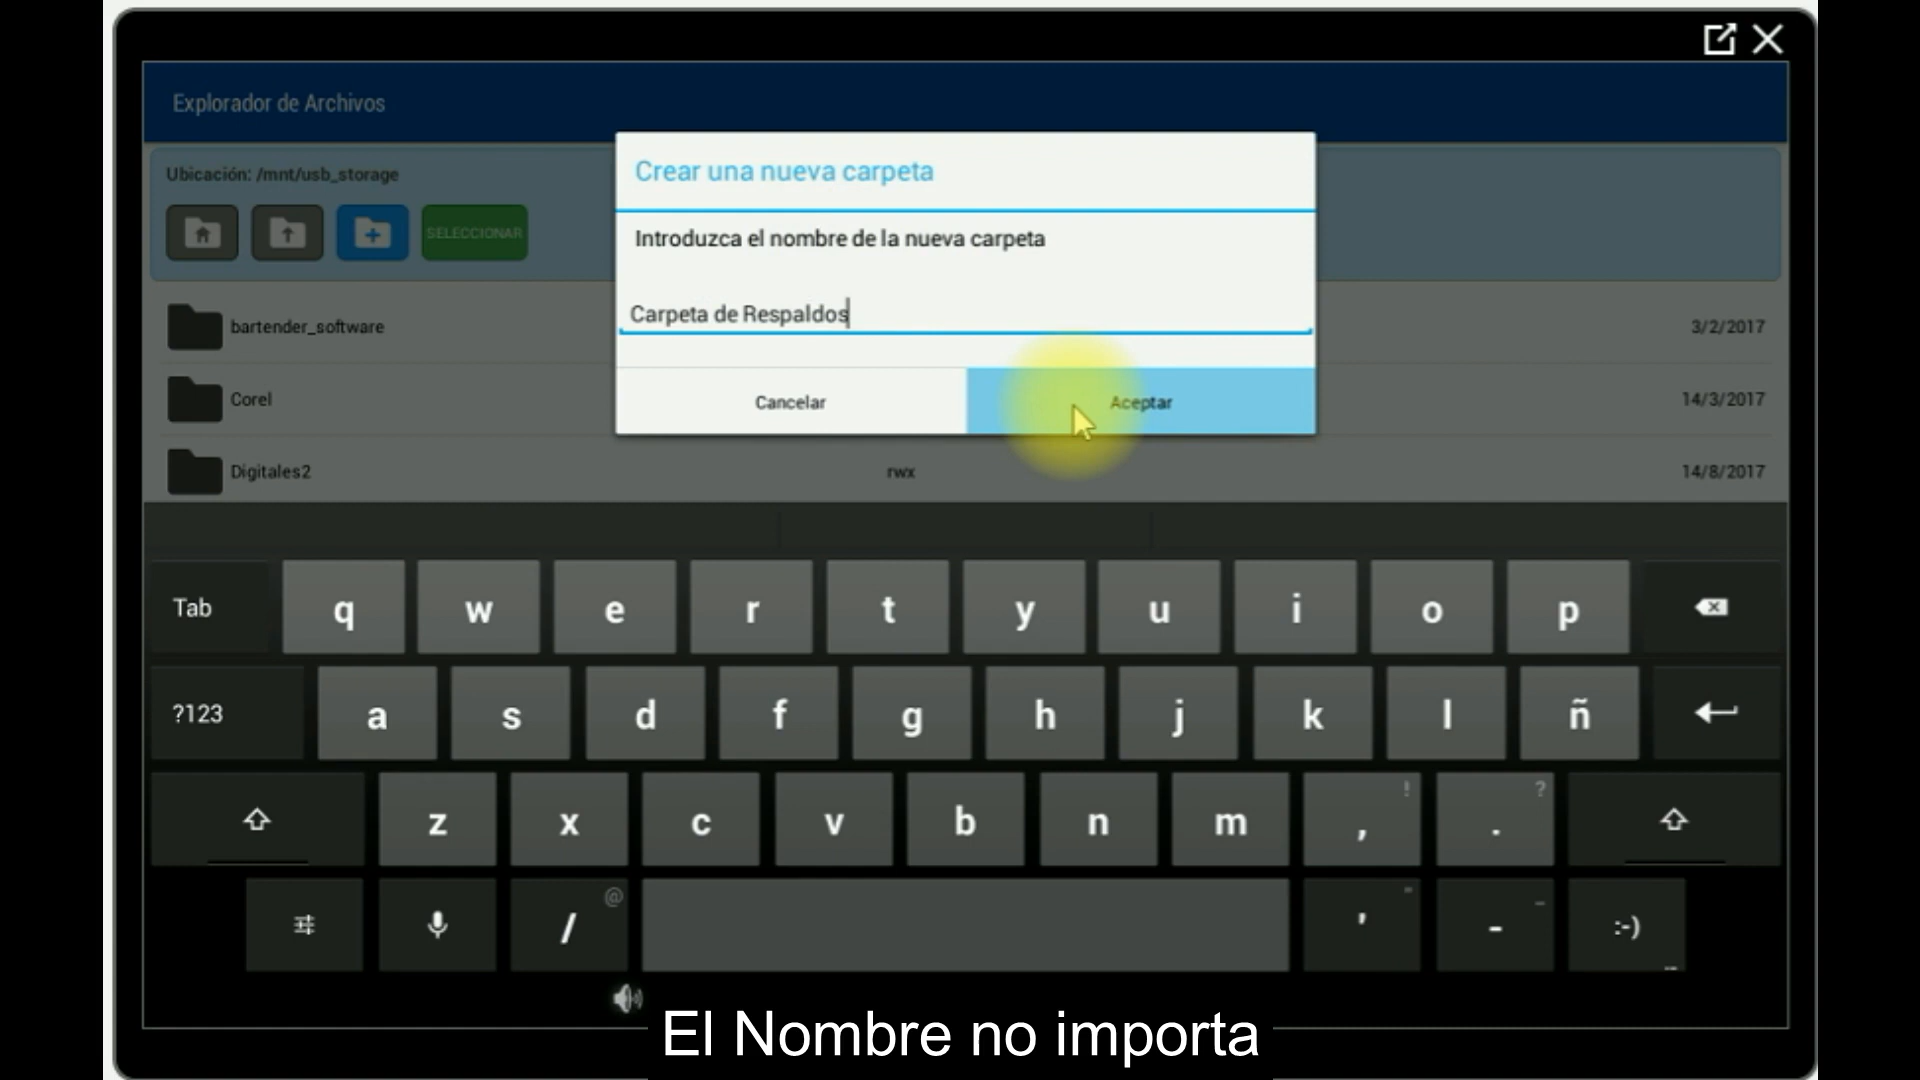 Explorador de Archivos
Ubicación: /mnt/usb_storage
SELECCIONAR
Crear una nueva carpeta
Introduzca el nombre de la nueva carpeta
Carpeta de Respaldos
Cancelar
Aceptar
bartender_software
3/2/2017
Corel
14/3/2017
Digitales2
rwx
14/8/2017
Tab q w e r t y u i o p
?123 a s d f g h j k l ñ
z x c v b n m , ! . ?
/ @ ' " - _ :-)
El Nombre no importa